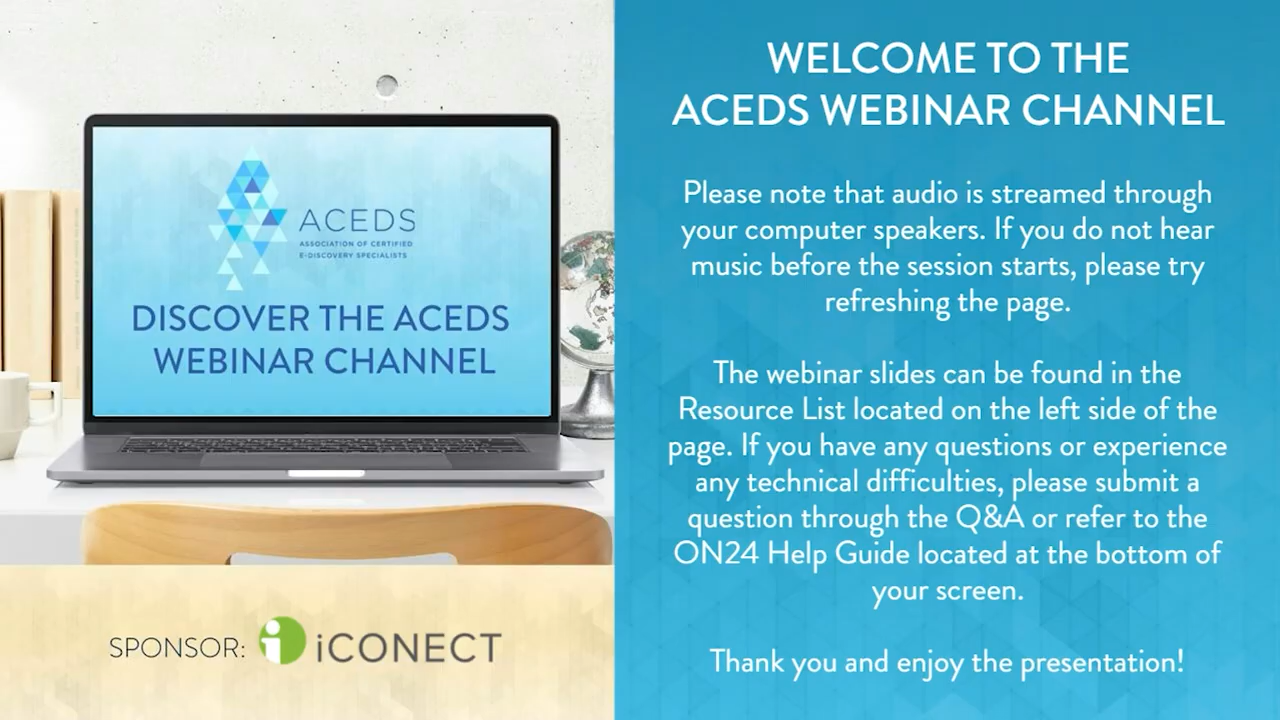 ACEDS
ASSOCIATION OF CERTIFIED
E-DISCOVERY SPECIALISTS
DISCOVER THE ACEDS
WEBINAR CHANNEL
SPONSOR: iCONECT
WELCOME TO THE
ACEDS WEBINAR CHANNEL
Please note that audio is streamed through
your computer speakers. If you do not hear
music before the session starts, please try
refreshing the page.
The webinar slides can be found in the
Resource List located on the left side of the
page. If you have any questions or experience
any technical difficulties, please submit a
question through the Q&A or refer to the
ON24 Help Guide located at the bottom of
your screen.
Thank you and enjoy the presentation!